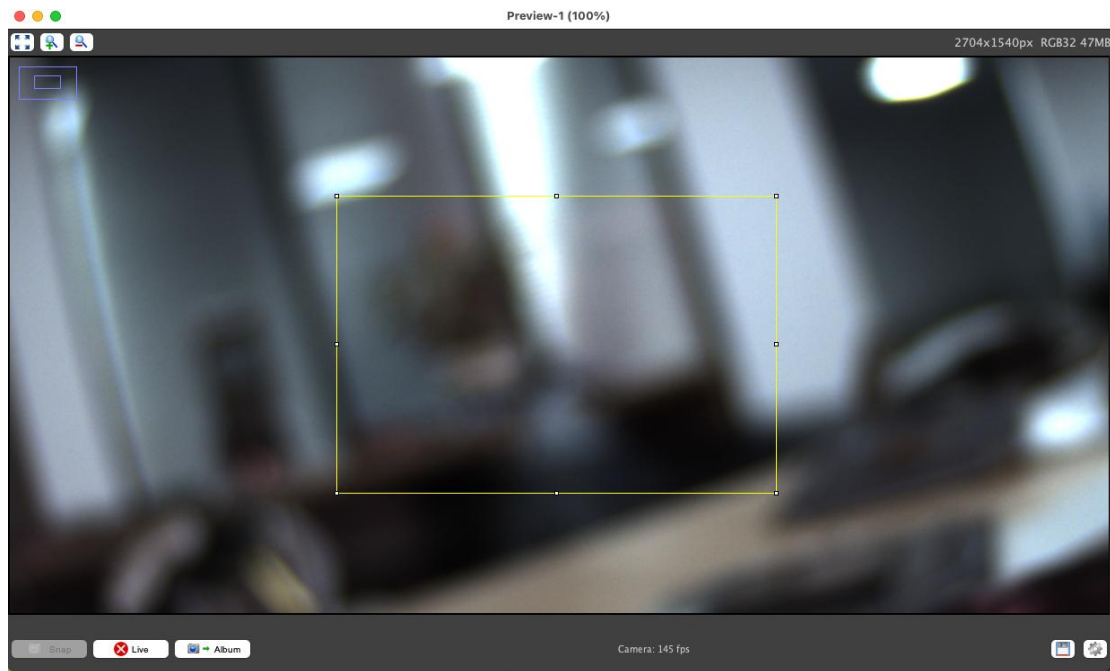 Preview-1 (100%)
2704x1540px RGB32 47MB
Snap
Live
Album
Camera: 145 fps